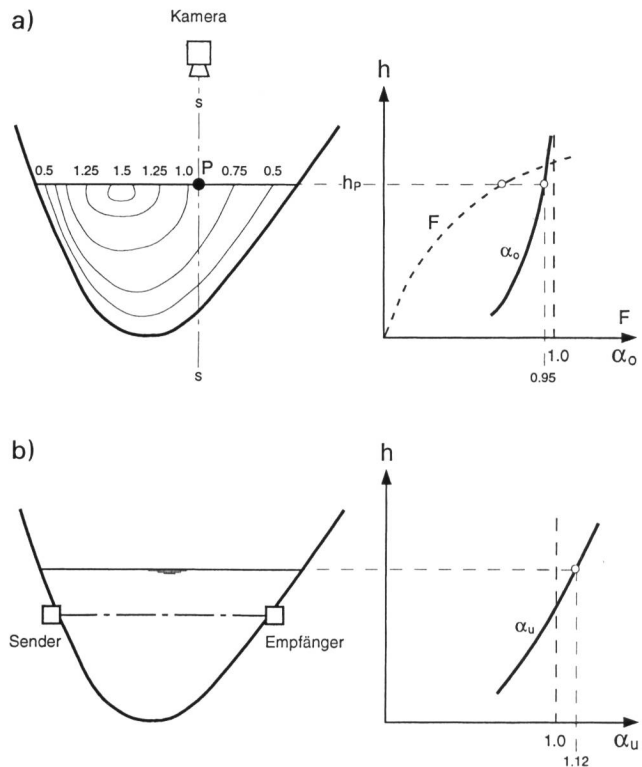 a)
Kamera
s
0.5 1.25 1.5 1.25 1.0 P 0.75 0.5
s
h
hP
F
αo
F
1.0 αo
0.95
b)
Sender
Empfänger
h
αu
1.0 αu
1.12